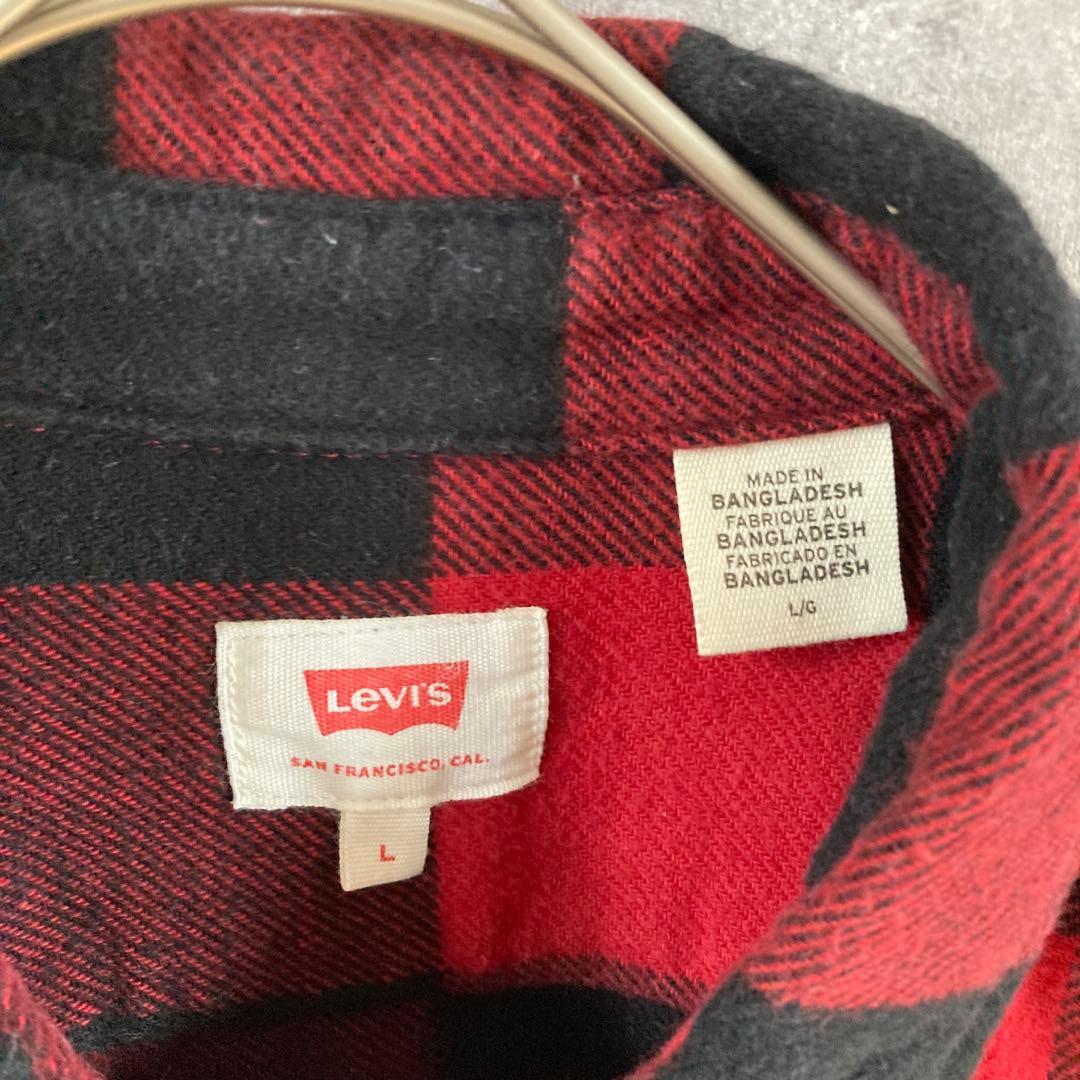 MADE IN
BANGLADESH
FABRIQUE AU
BANGLADESH
FABRICADO EN
BANGLADESH
L/G
LEVI'S
SAN FRANCISCO, CAL.
L